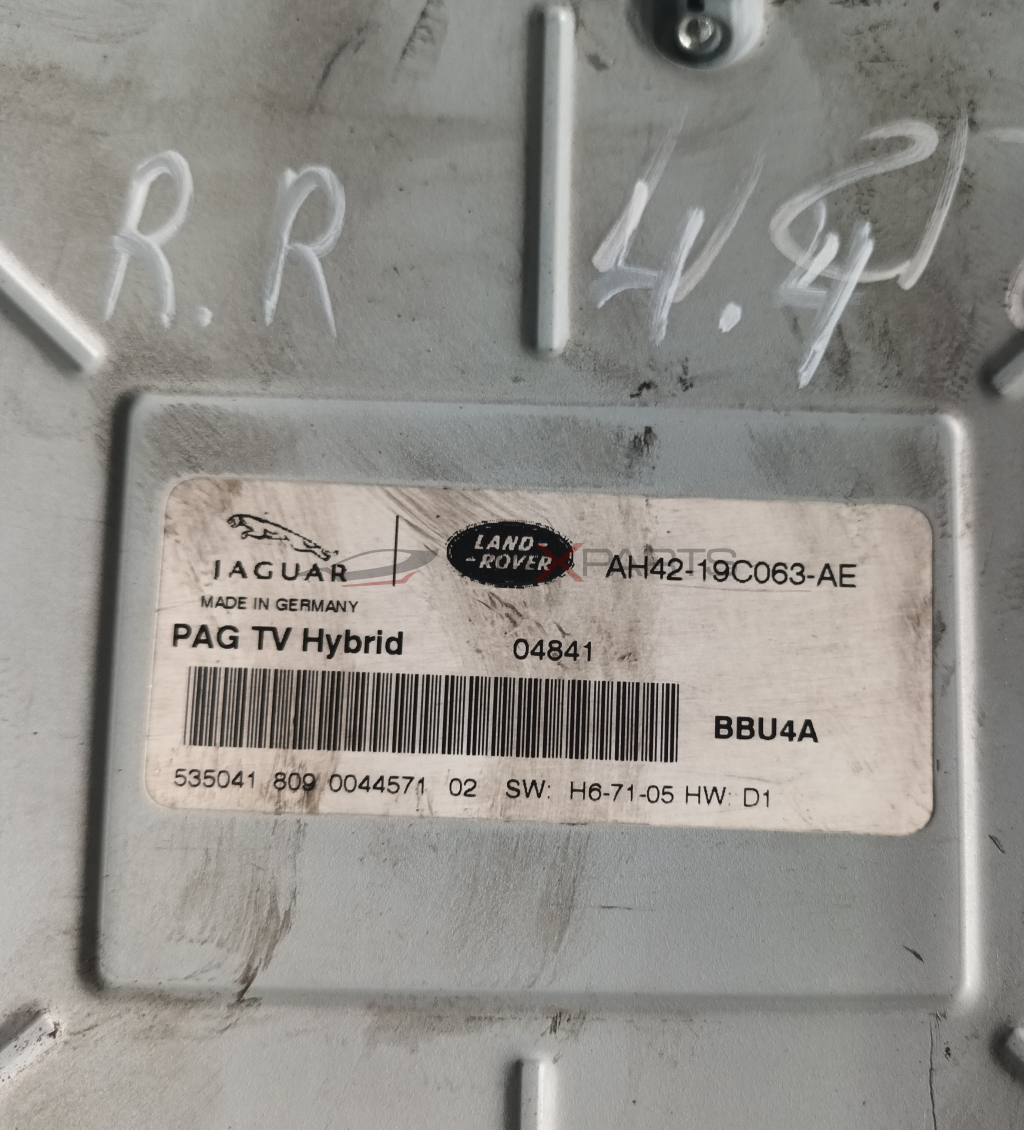 R.R 4.4
LAND-
-ROVER
JAGUAR
AH42-19C063-AE
XPARTS
MADE IN GERMANY
PAG TV Hybrid 04841
BBU4A
535041 809 0044571 02 SW: H6-71-05 HW: D1